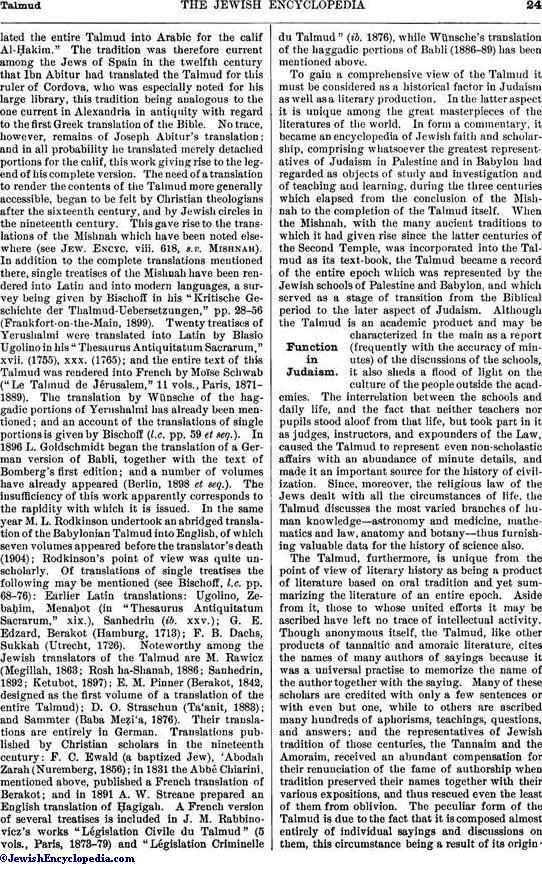 Talmud THE JEWISH ENCYCLOPEDIA 24
lated the entire Talmud into Arabic for the calif
Al-Ḥakim." The tradition was therefore current
among the Jews of Spain in the twelfth century
that Ibn Abitur had translated the Talmud for this
ruler of Cordova, who was especially noted for his
large library, this tradition being analogous to the
one current in Alexandria in antiquity with regard
to the first Greek translation of the Bible. No trace,
however, remains of Joseph Abitur's translation;
and in all probability he translated merely detached
portions for the calif, this work giving rise to the leg-
end of his complete version. The need of a translation
to render the contents of the Talmud more generally
accessible, began to be felt by Christian theologians
after the sixteenth century, and by Jewish circles in
the nineteenth century. This gave rise to the trans-
lations of the Mishnah which have been noted else-
where (see JEW. ENCYC. viii. 618, s.v. MISHNAH).
In addition to the complete translations mentioned
there, single treatises of the Mishnah have been ren-
dered into Latin and into modern languages, a sur-
vey being given by Bischoff in his "Kritische Ge-
schichte der Thalmud-Uebersetzungen," pp. 28-56
(Frankfort-on-the-Main, 1899). Twenty treatises of
Yerushalmi were translated into Latin by Blasio
Ugolino in his "Thesaurus Antiquitatum Sacrarum,"
xvii. (1755), xxx. (1765); and the entire text of this
Talmud was rendered into French by Moïse Schwab
("Le Talmud de Jérusalem," 11 vols., Paris, 1871-
1889). The translation by Wünsche of the hag-
gadic portions of Yerushalmi has already been men-
tioned; and an account of the translations of single
portions is given by Bischoff (l.c. pp. 59 et seq.). In
1896 L. Goldschmidt began the translation of a Ger-
man version of Babli, together with the text of
Bomberg's first edition; and a number of volumes
have already appeared (Berlin, 1898 et seq.). The
insufficiency of this work apparently corresponds to
the rapidity with which it is issued. In the same
year M. L. Rodkinson undertook an abridged transla-
tion of the Babylonian Talmud into English, of which
seven volumes appeared before the translator's death
(1904); Rodkinson's point of view was quite un-
scholarly. Of translations of single treatises the
following may be mentioned (see Bischoff, l.c. pp.
68-76): Earlier Latin translations: Ugolino, Ze-
baḥim, Menaḥot (in "Thesaurus Antiquitatum
Sacrarum," xix.), Sanhedrin (ib. xxv.); G. E.
Edzard, Berakot (Hamburg, 1713); F. B. Dachs,
Sukkah (Utrecht, 1726). Noteworthy among the
Jewish translators of the Talmud are M. Rawicz
(Megillah, 1863; Rosh ha-Shanah, 1886; Sanhedrin,
1892; Ketubot, 1897); E. M. Pinner (Berakot, 1842,
designed as the first volume of a translation of the
entire Talmud); D. O. Straschun (Ta'anit, 1883);
and Sammter (Baba Meẓi'a, 1876). Their transla-
tions are entirely in German. Translations pub-
lished by Christian scholars in the nineteenth
century: F. C. Ewald (a baptized Jew), 'Abodah
Zarah (Nuremberg, 1856); in 1831 the Abbé Chiarini,
mentioned above, published a French translation of
Berakot; and in 1891 A. W. Streane prepared an
English translation of Ḥagigah. A French version
of several treatises is included in J. M. Rabbino-
vicz's works "Législation Civile du Talmud" (5
vols., Paris, 1873-79) and "Législation Criminelle
du Talmud" (ib. 1876), while Wünsche's translation
of the haggadic portions of Babli (1886-89) has been
mentioned above.
To gain a comprehensive view of the Talmud it
must be considered as a historical factor in Judaism
as well as a literary production. In the latter aspect
it is unique among the great masterpieces of the
literatures of the world. In form a commentary, it
became an encyclopedia of Jewish faith and scholar-
ship, comprising whatsoever the greatest represent-
atives of Judaism in Palestine and in Babylon had
regarded as objects of study and investigation and
of teaching and learning, during the three centuries
which elapsed from the conclusion of the Mish-
nah to the completion of the Talmud itself. When
the Mishnah, with the many ancient traditions to
which it had given rise since the latter centuries of
the Second Temple, was incorporated into the Tal-
mud as its text-book, the Talmud became a record
of the entire epoch which was represented by the
Jewish schools of Palestine and Babylon, and which
served as a stage of transition from the Biblical
period to the later aspect of Judaism. Although
the Talmud is an academic product and may be
characterized in the main as a report
Function (frequently with the accuracy of min-
in utes) of the discussions of the schools,
Judaism. it also sheds a flood of light on the
culture of the people outside the acad-
emies. The interrelation between the schools and
daily life, and the fact that neither teachers nor
pupils stood aloof from that life, but took part in it
as judges, instructors, and expounders of the Law,
caused the Talmud to represent even non-scholastic
affairs with an abundance of minute details, and
made it an important source for the history of civil-
ization. Since, moreover, the religious law of the
Jews dealt with all the circumstances of life, the
Talmud discusses the most varied branches of hu-
man knowledge—astronomy and medicine, mathe-
matics and law, anatomy and botany—thus furnish-
ing valuable data for the history of science also.
The Talmud, furthermore, is unique from the
point of view of literary history as being a product
of literature based on oral tradition and yet sum-
marizing the literature of an entire epoch. Aside
from it, those to whose united efforts it may be
ascribed have left no trace of intellectual activity.
Though anonymous itself, the Talmud, like other
products of tannaitic and amoraic literature, cites
the names of many authors of sayings because it
was a universal practise to memorize the name of
the author together with the saying. Many of these
scholars are credited with only a few sentences or
with even but one, while to others are ascribed
many hundreds of aphorisms, teachings, questions,
and answers; and the representatives of Jewish
tradition of those centuries, the Tannaim and the
Amoraim, received an abundant compensation for
their renunciation of the fame of authorship when
tradition preserved their names together with their
various expositions, and thus rescued even the least
of them from oblivion. The peculiar form of the
Talmud is due to the fact that it is composed almost
entirely of individual sayings and discussions on
them, this circumstance being a result of its origin·
©JewishEncyclopedia.com